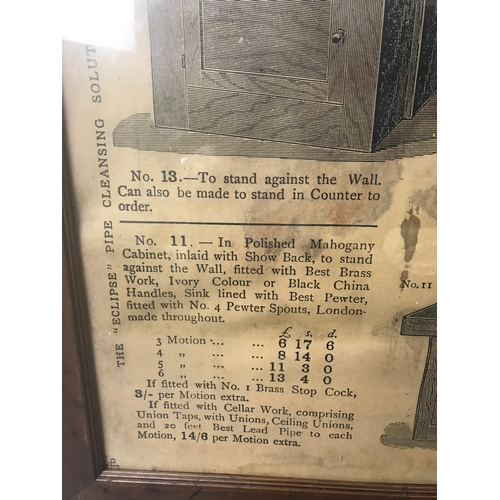 No. 13.—To stand against the Wall.
Can also be made to stand in Counter to
order.
No. 11. — In Polished Mahogany
Cabinet, inlaid with Show Back, to stand
against the Wall, fitted with Best Brass
Work, Ivory Colour or Black China
Handles, Sink lined with Best Pewter,
fitted with No. 4 Pewter Spouts, London-
made throughout.
£ s. d.
3 Motion ... ... 6 17 6
4 „ ... ... 8 14 0
5 „ ... ... 11 3 0
6 „ ... ... 13 4 0
If fitted with No. 1 Brass Stop Cock,
3/- per Motion extra.
If fitted with Cellar Work, comprising
Union Taps, with Unions, Ceiling Unions,
and 20 feet Best Lead Pipe to each
Motion, 14/6 per Motion extra.
No. 11
THE "ECLIPSE" PIPE CLEANSING SOLUT